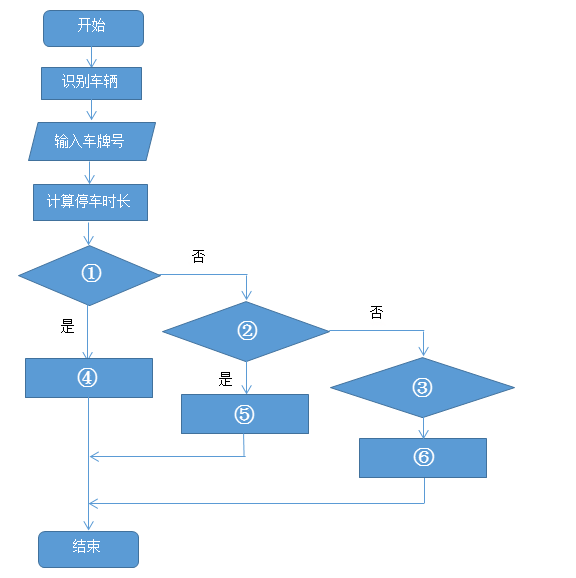 开始
识别车辆
输入车牌号
计算停车时长
①
否
②
否
是
③
④
是
⑤
⑥
结束